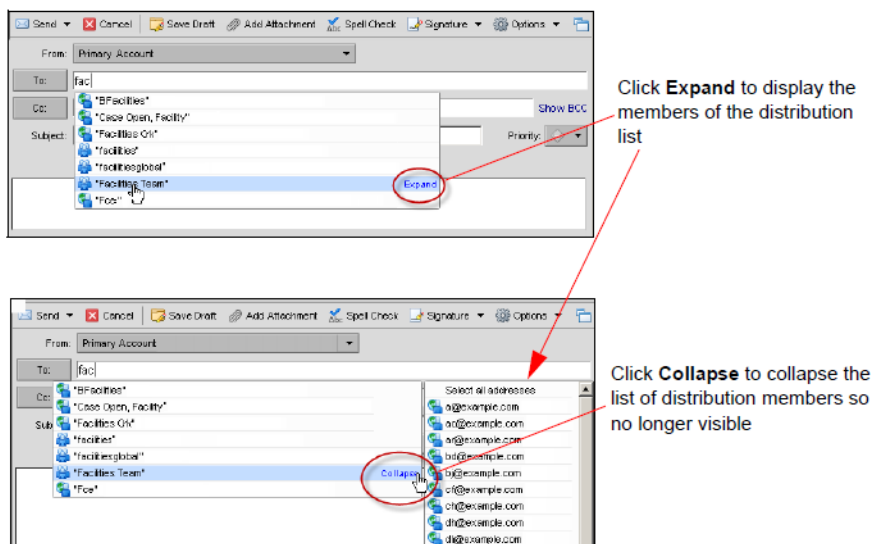 Send Cancel Save Draft Add Attachment Spell Check Signature Options
From: Primary Account
To: fac
"BFacilities"
Cc: "Case Open, Facility" Show BCC
Subject: "Facilities Crk" Priority:
"facilities"
"facilitiesglobal"
"Facilities Team" Expand
"Fce"
Click Expand to display the
members of the distribution
list
Send Cancel Save Draft Add Attachment Spell Check Signature Options
From: Primary Account
To: fac
"BFacilities" Select all addresses
Cc: "Case Open, Facility" a@example.com
Sub "Facilities Crk" ac@example.com
"facilities" ar@example.com
"facilitiesglobal" bd@example.com
"Facilities Team" Collapse bj@example.com
"Fce" cf@example.com
ch@example.com
dh@example.com
di@example.com
Click Collapse to collapse the
list of distribution members so
no longer visible